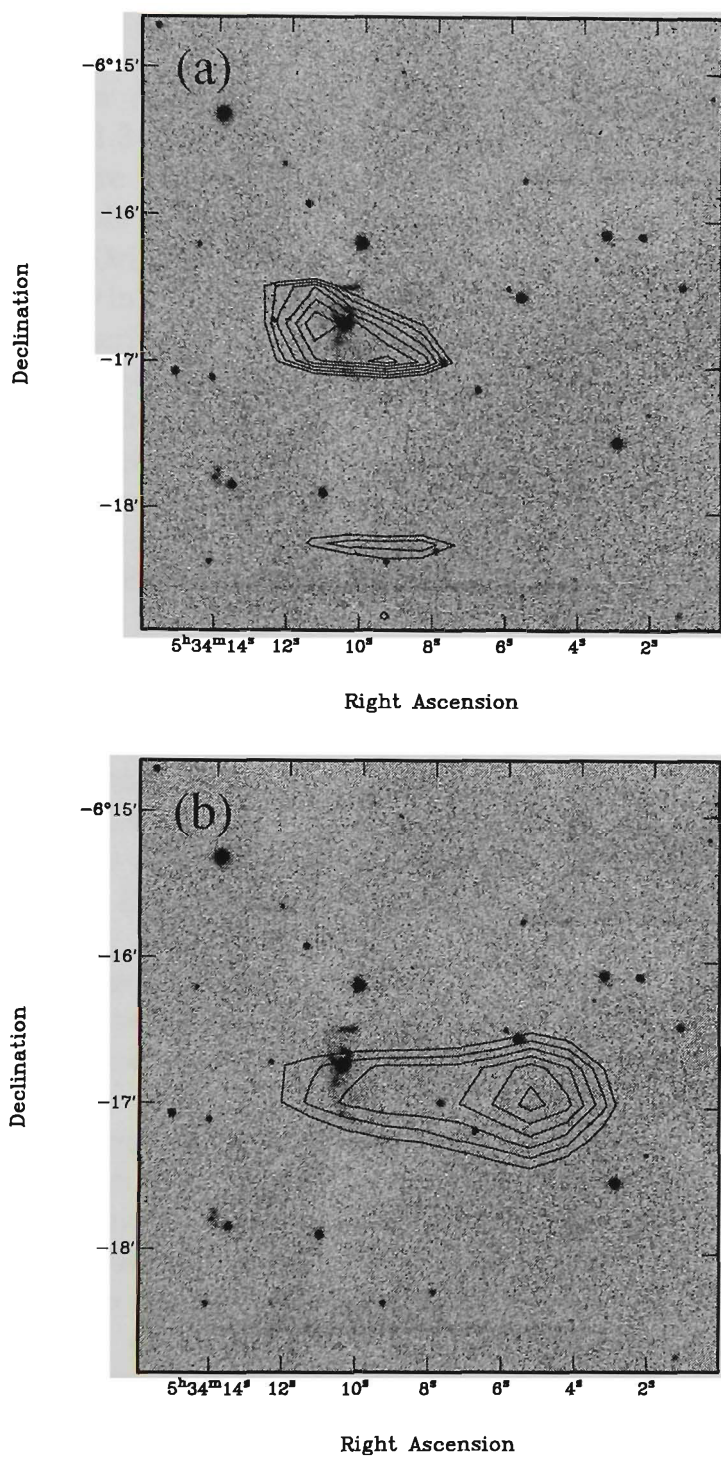 (a)
−6°15′
−16′
−17′
−18′
Declination
5ʰ34ᵐ14ˢ 12ˢ 10ˢ 8ˢ 6ˢ 4ˢ 2ˢ
Right Ascension
(b)
−6°15′
−16′
−17′
−18′
Declination
5ʰ34ᵐ14ˢ 12ˢ 10ˢ 8ˢ 6ˢ 4ˢ 2ˢ
Right Ascension